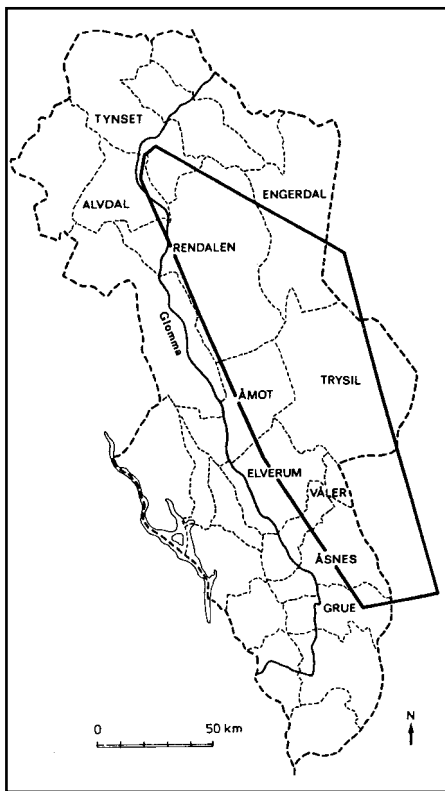 TYNSET
ENGERDAL
ALVDAL
RENDALEN
Glomma
TRYSIL
ÅMOT
ELVERUM
VÅLER
ÅSNES
GRUE
0 50 km
N